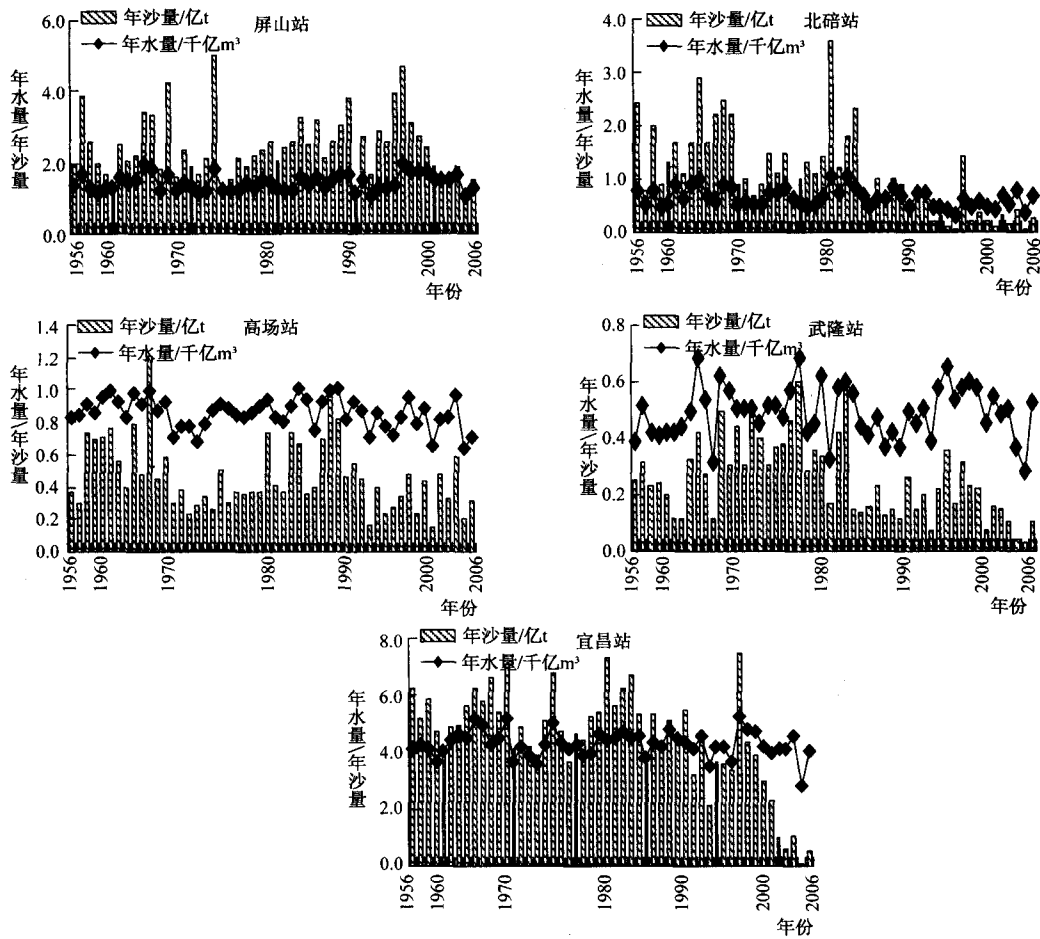 屏山站
年沙量/亿t
年水量/千亿m³
年水量/年沙量
6.0
4.0
2.0
0.0
1956
1960
1970
1980
1990
2000
2006
年份
北碚站
年沙量/亿t
年水量/千亿m³
年水量/年沙量
4.0
3.0
2.0
1.0
0.0
1956
1960
1970
1980
1990
2000
2006
年份
高场站
年沙量/亿t
年水量/千亿m³
年水量/年沙量
1.4
1.2
1.0
0.8
0.6
0.4
0.2
0.0
1956
1960
1970
1980
1990
2000
2006
年份
武隆站
年沙量/亿t
年水量/千亿m³
年水量/年沙量
0.8
0.6
0.4
0.2
0.0
1956
1960
1970
1980
1990
2000
2006
年份
宜昌站
年沙量/亿t
年水量/千亿m³
年水量/年沙量
8.0
6.0
4.0
2.0
0.0
1956
1960
1970
1980
1990
2000
2006
年份